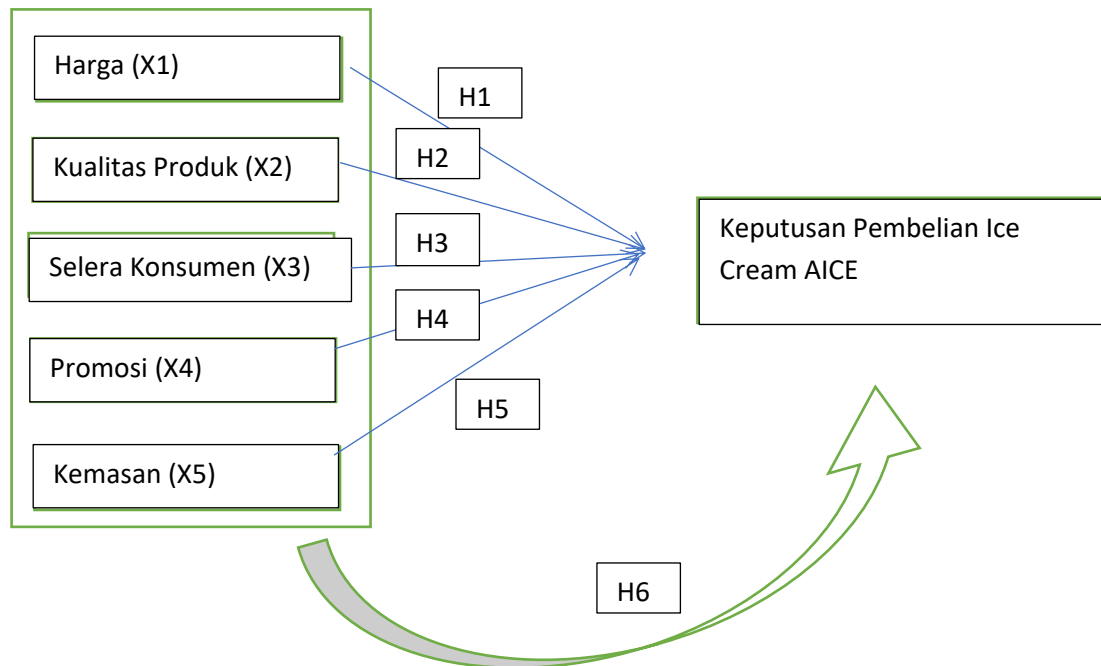 Harga (X1)
H1
Kualitas Produk (X2)
H2
Selera Konsumen (X3)
H3
Promosi (X4)
H4
Kemasan (X5)
H5
Keputusan Pembelian Ice
Cream AICE
H6